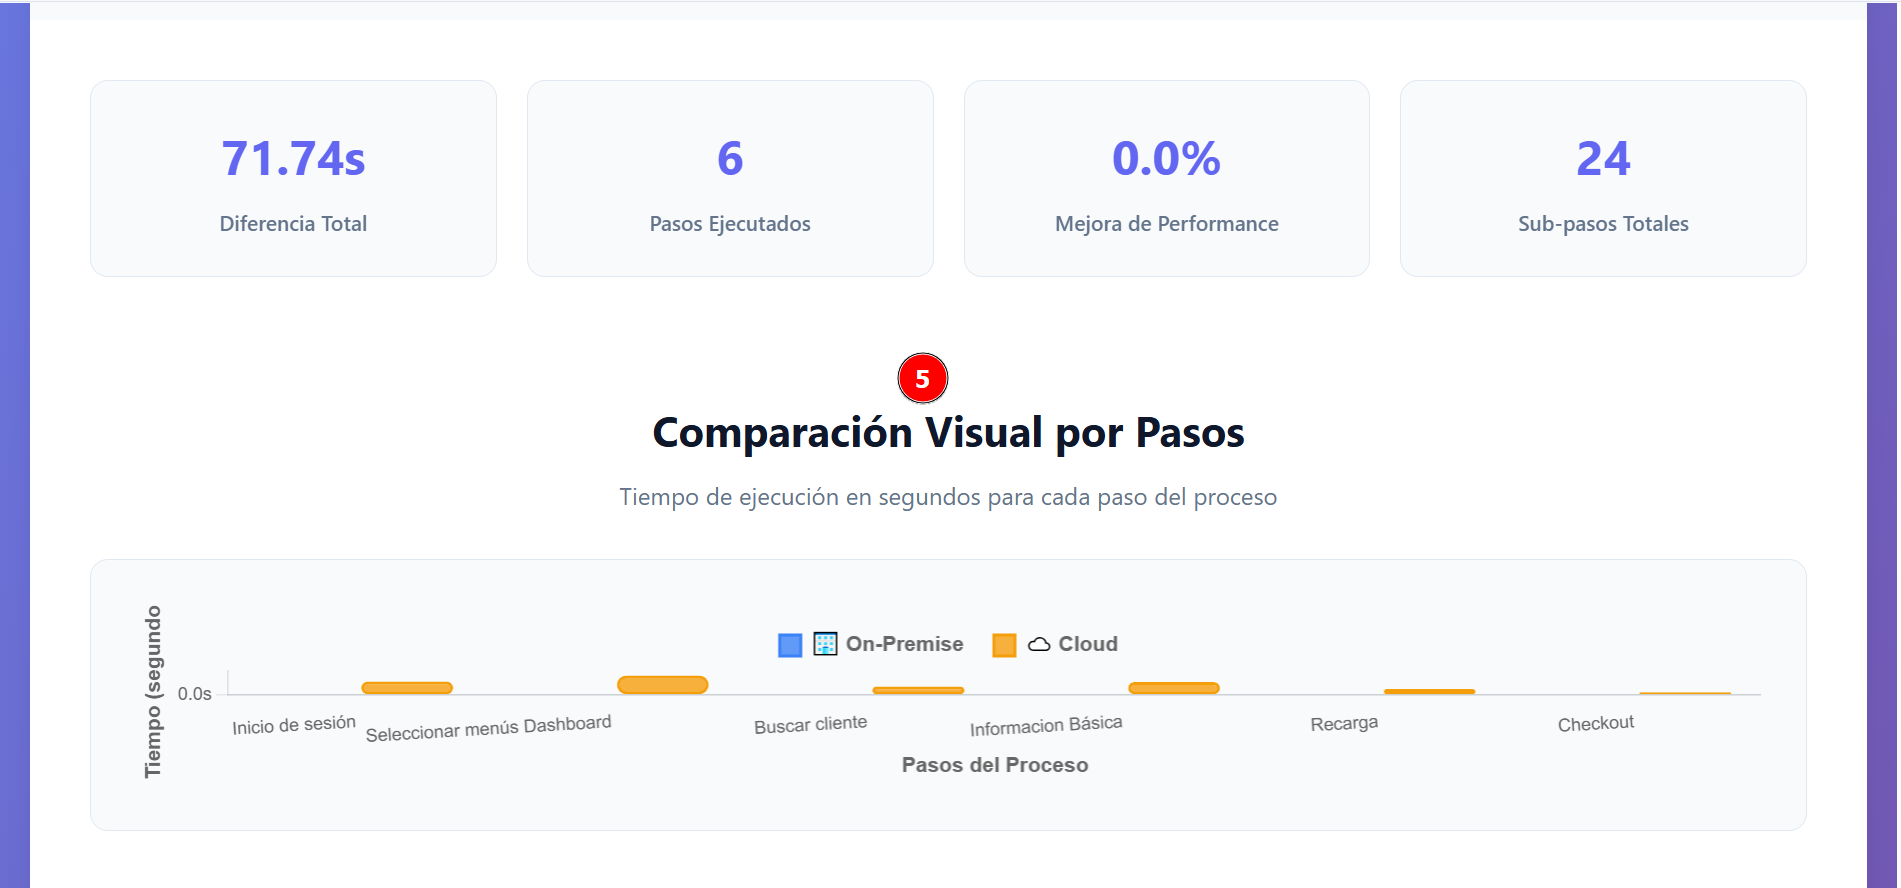 71.74s
Diferencia Total
6
Pasos Ejecutados
0.0%
Mejora de Performance
24
Sub-pasos Totales
5
Comparación Visual por Pasos
Tiempo de ejecución en segundos para cada paso del proceso
On-Premise
Cloud
Tiempo (segundo
0.0s
Inicio de sesión
Seleccionar menús Dashboard
Buscar cliente
Informacion Básica
Recarga
Checkout
Pasos del Proceso